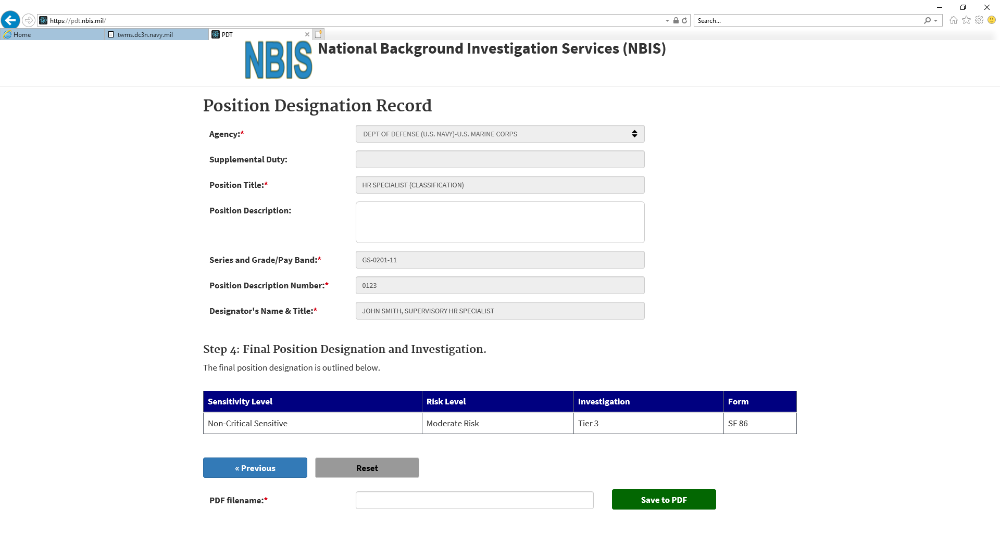 https://pdt.nbis.mil/
Search...
Home
twms.dc3n.navy.mil
PDT
NBIS
National Background Investigation Services (NBIS)
Position Designation Record
Agency:*
DEPT OF DEFENSE (U.S. NAVY)-U.S. MARINE CORPS
Supplemental Duty:
Position Title:*
HR SPECIALIST (CLASSIFICATION)
Position Description:
Series and Grade/Pay Band:*
GS-0201-11
Position Description Number:*
0123
Designator's Name & Title:*
JOHN SMITH, SUPERVISORY HR SPECIALIST
Step 4: Final Position Designation and Investigation.
The final position designation is outlined below.
Sensitivity Level Risk Level Investigation Form
Non-Critical Sensitive Moderate Risk Tier 3 SF 86
« Previous
Reset
PDF filename:*
Save to PDF